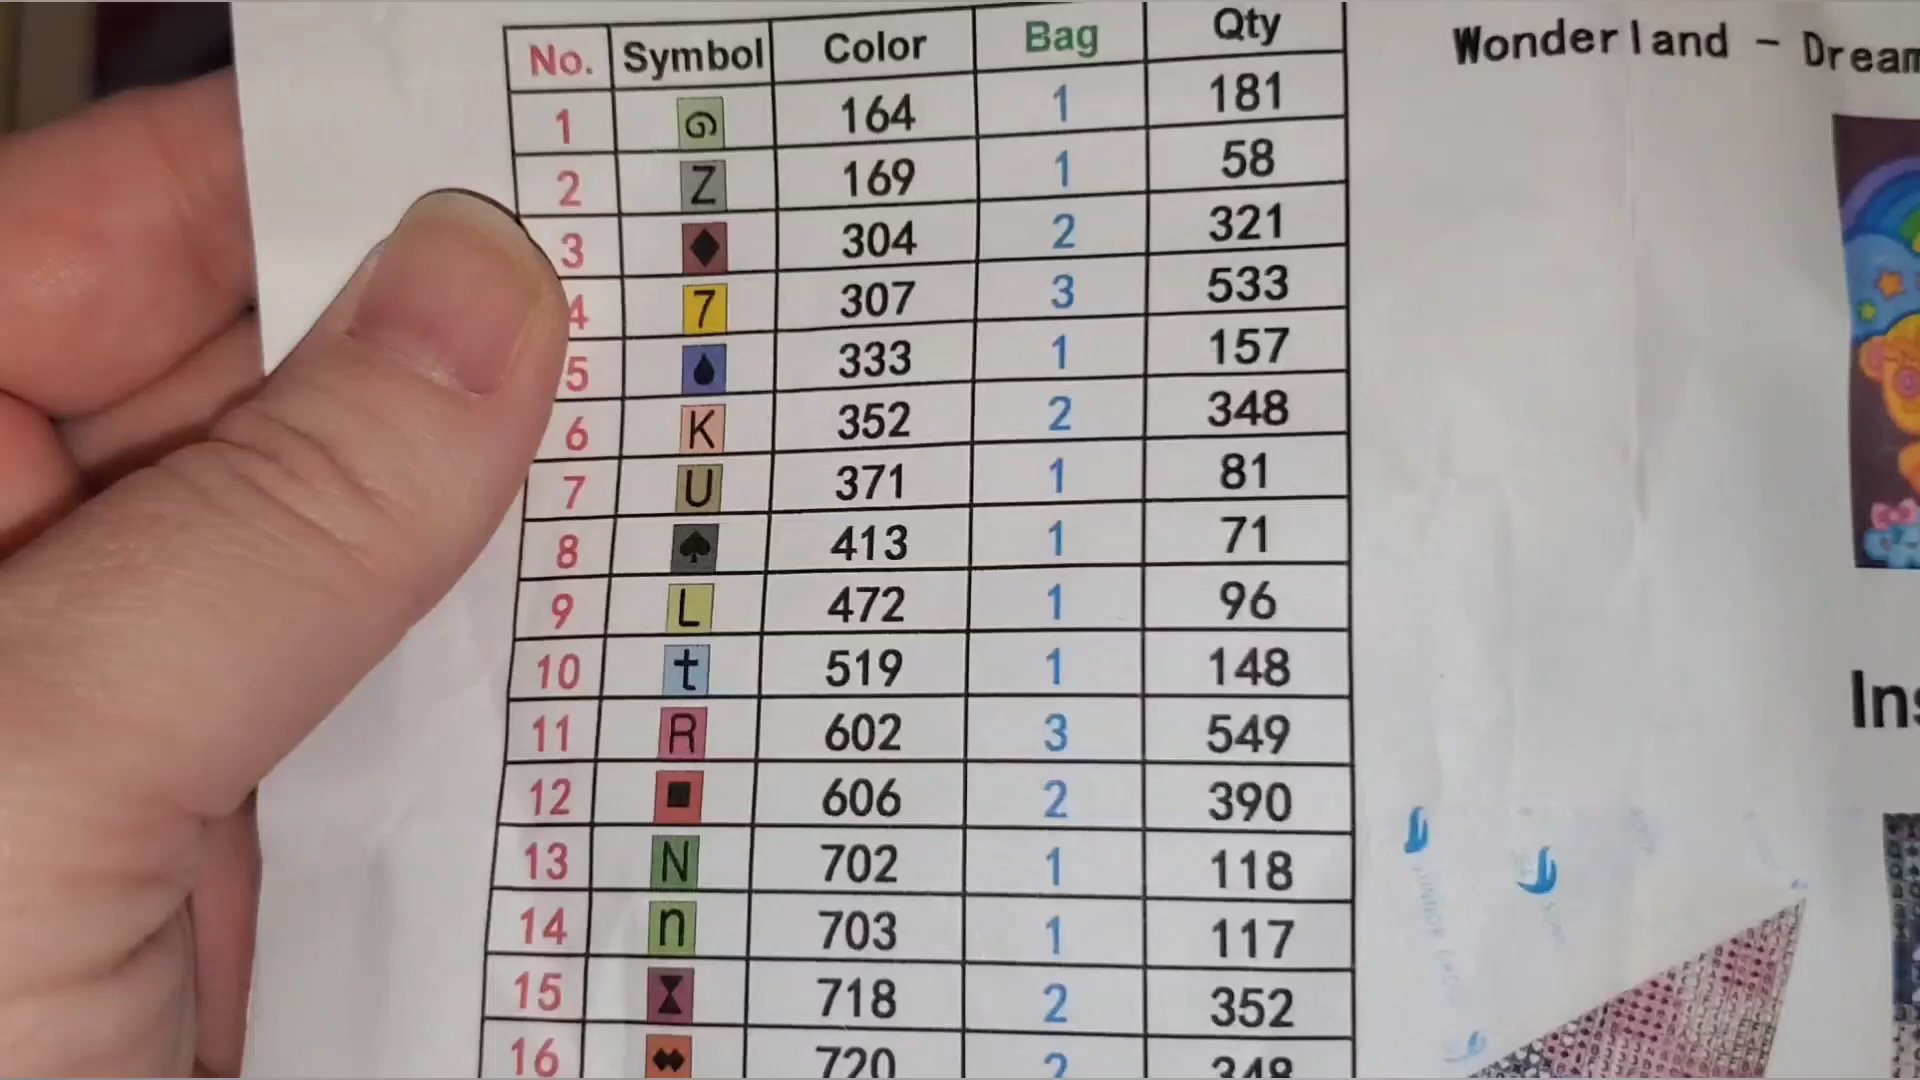 No. Symbol Color Bag Qty
1 164 1 181
2 Z 169 1 58
3 ♦ 304 2 321
4 7 307 3 533
5 333 1 157
6 K 352 2 348
7 U 371 1 81
8 ♠ 413 1 71
9 L 472 1 96
10 t 519 1 148
11 R 602 3 549
12 ■ 606 2 390
13 N 702 1 118
14 n 703 1 117
15 718 2 352
16 720 2 348
Wonderland - Dream
Ins